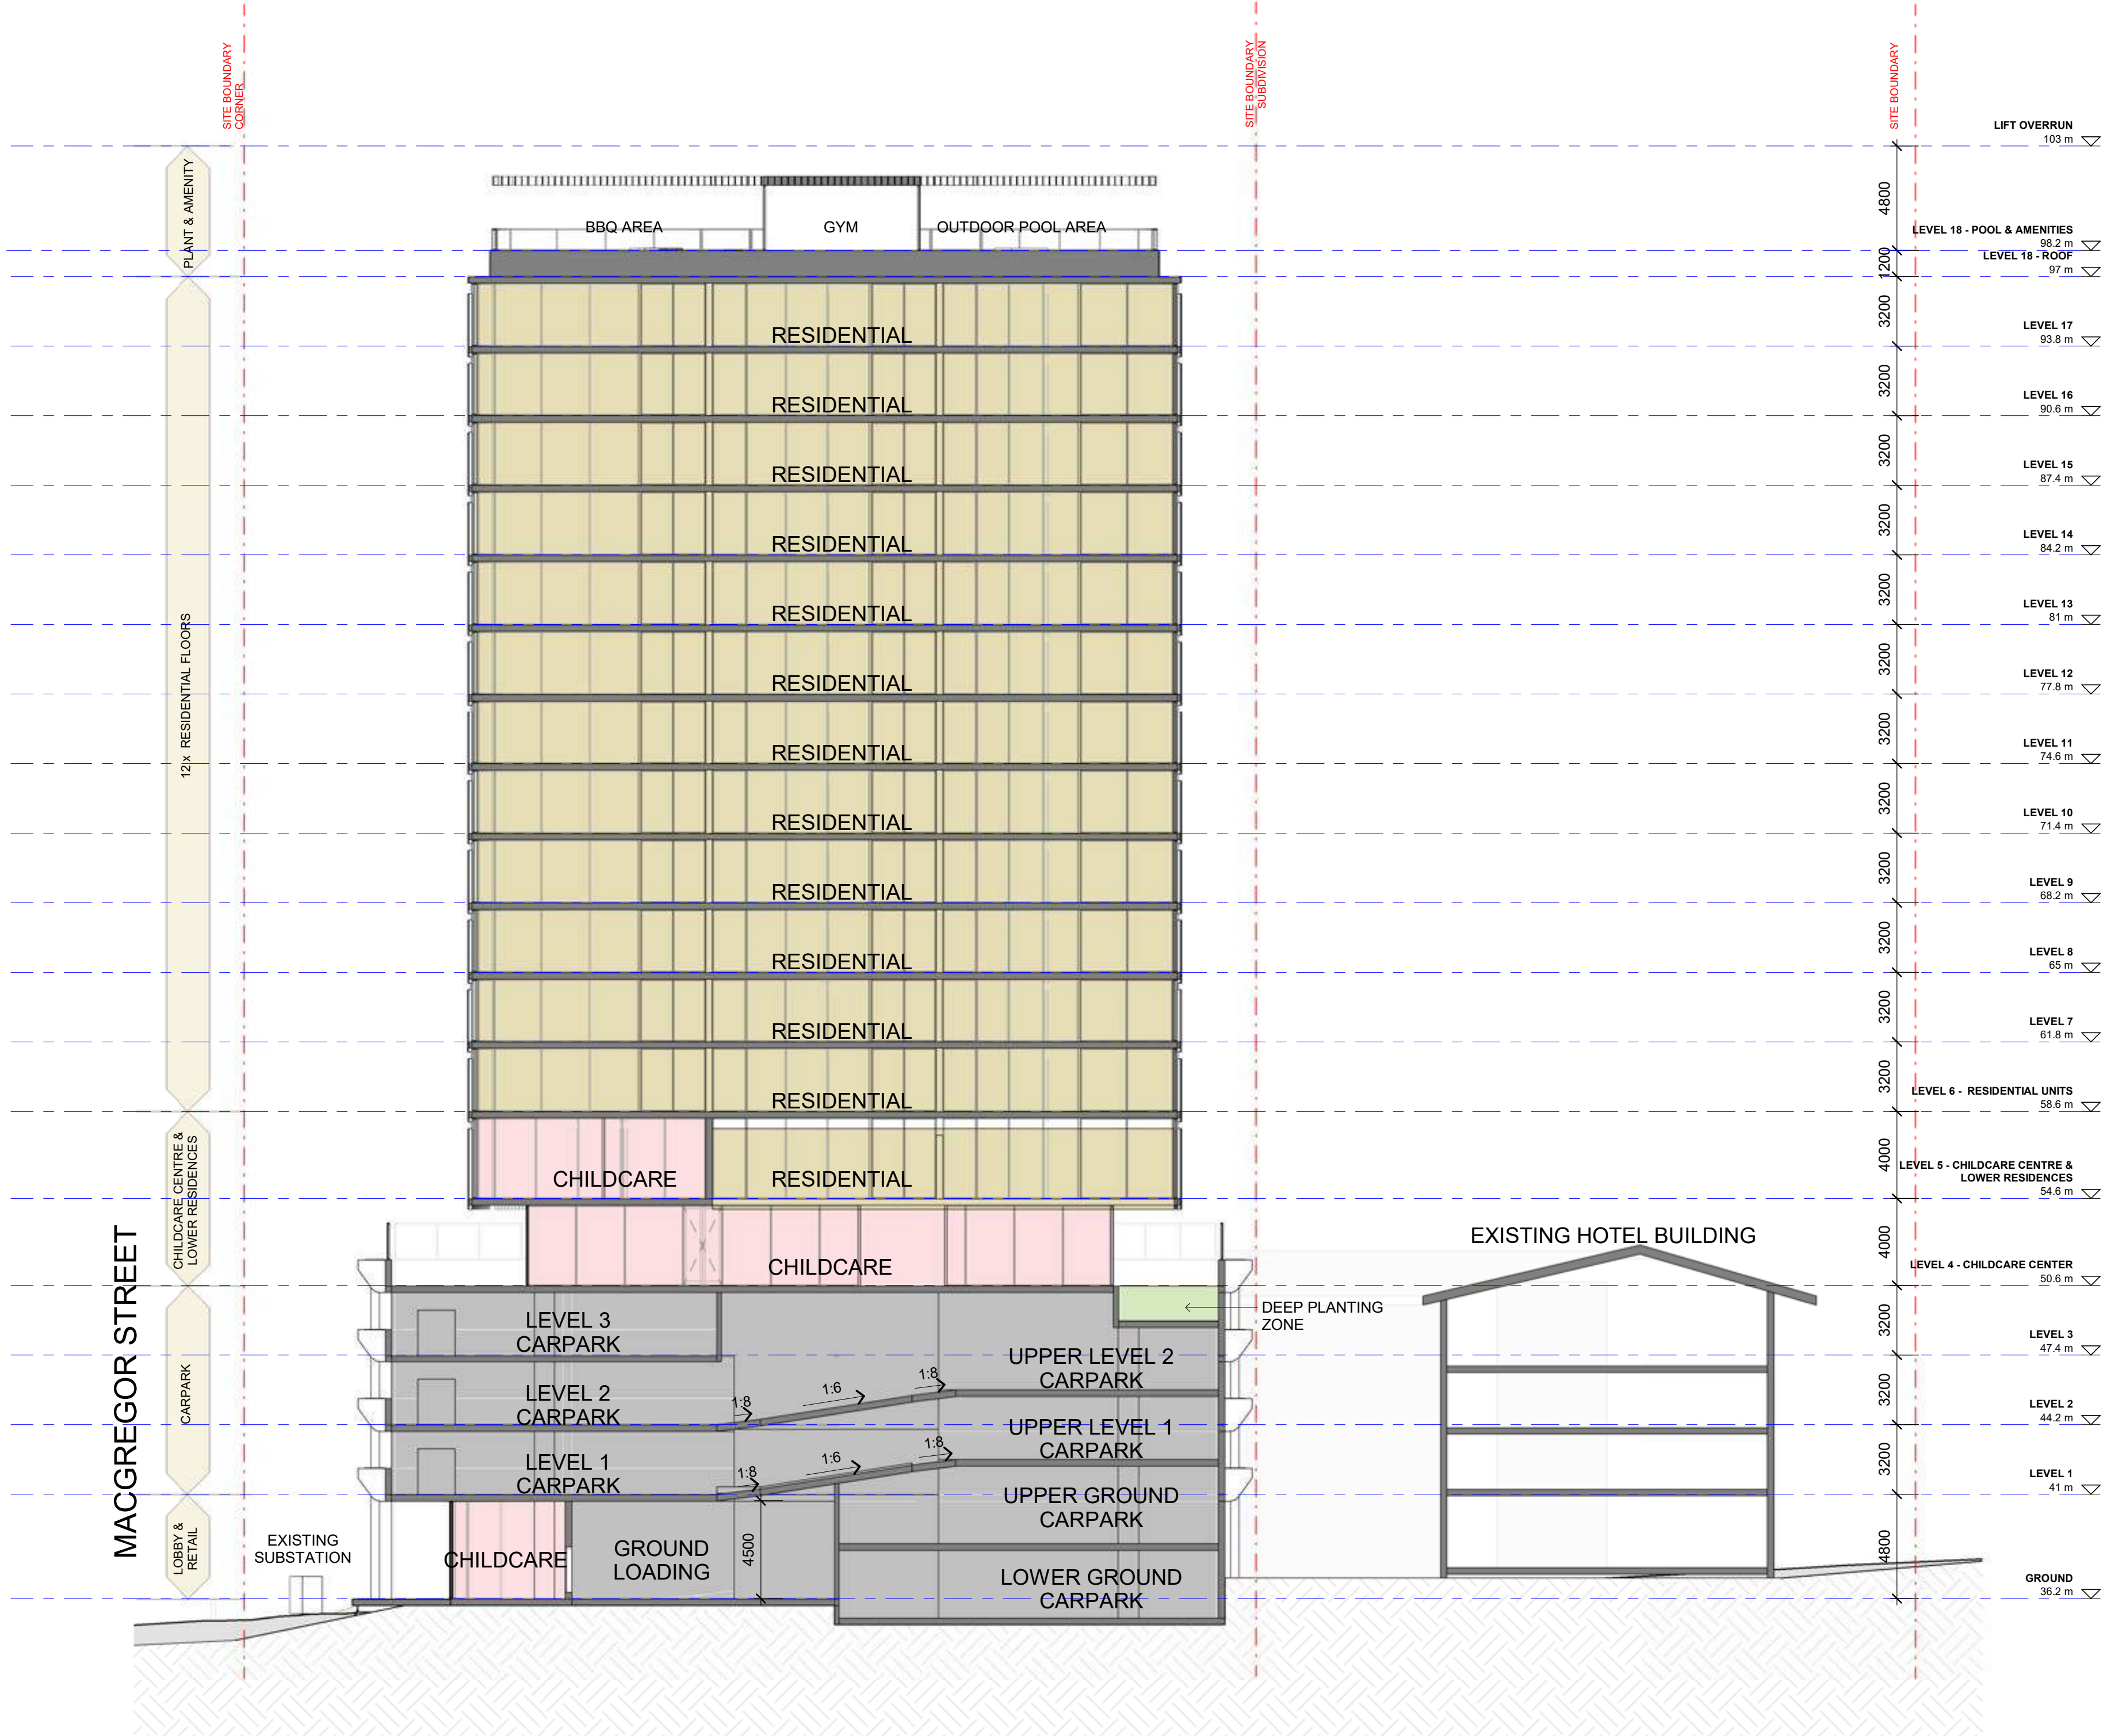 SITE BOUNDARY
CORNER
SITE BOUNDARY
SUBDIVISION
SITE BOUNDARY
LIFT OVERRUN
103 m
PLANT & AMENITY
4800
BBQ AREA
GYM
OUTDOOR POOL AREA
LEVEL 18 - POOL & AMENITIES
98.2 m
1200
LEVEL 18 - ROOF
97 m
3200
RESIDENTIAL
LEVEL 17
93.8 m
3200
RESIDENTIAL
LEVEL 16
90.6 m
3200
RESIDENTIAL
LEVEL 15
87.4 m
3200
RESIDENTIAL
LEVEL 14
84.2 m
3200
RESIDENTIAL
LEVEL 13
81 m
12 x RESIDENTIAL FLOORS
3200
RESIDENTIAL
LEVEL 12
77.8 m
3200
RESIDENTIAL
LEVEL 11
74.6 m
3200
RESIDENTIAL
LEVEL 10
71.4 m
3200
RESIDENTIAL
LEVEL 9
68.2 m
3200
RESIDENTIAL
LEVEL 8
65 m
3200
RESIDENTIAL
LEVEL 7
61.8 m
3200
RESIDENTIAL
LEVEL 6 - RESIDENTIAL UNITS
58.6 m
CHILDCARE CENTRE &
LOWER RESIDENCES
4000
CHILDCARE
RESIDENTIAL
LEVEL 5 - CHILDCARE CENTRE &
LOWER RESIDENCES
54.6 m
4000
EXISTING HOTEL BUILDING
CHILDCARE
LEVEL 4 - CHILDCARE CENTER
50.6 m
MACGREGOR STREET
CARPARK
DEEP PLANTING
ZONE
LEVEL 3
CARPARK
3200
LEVEL 3
47.4 m
UPPER LEVEL 2
CARPARK
1:8
1:6
1:8
LEVEL 2
CARPARK
3200
LEVEL 2
44.2 m
UPPER LEVEL 1
CARPARK
1:8
1:6
1:8
LEVEL 1
CARPARK
3200
LEVEL 1
41 m
UPPER GROUND
CARPARK
LOBBY &
RETAIL
EXISTING
SUBSTATION
CHILDCARE
GROUND
LOADING
4500
4800
LOWER GROUND
CARPARK
GROUND
36.2 m